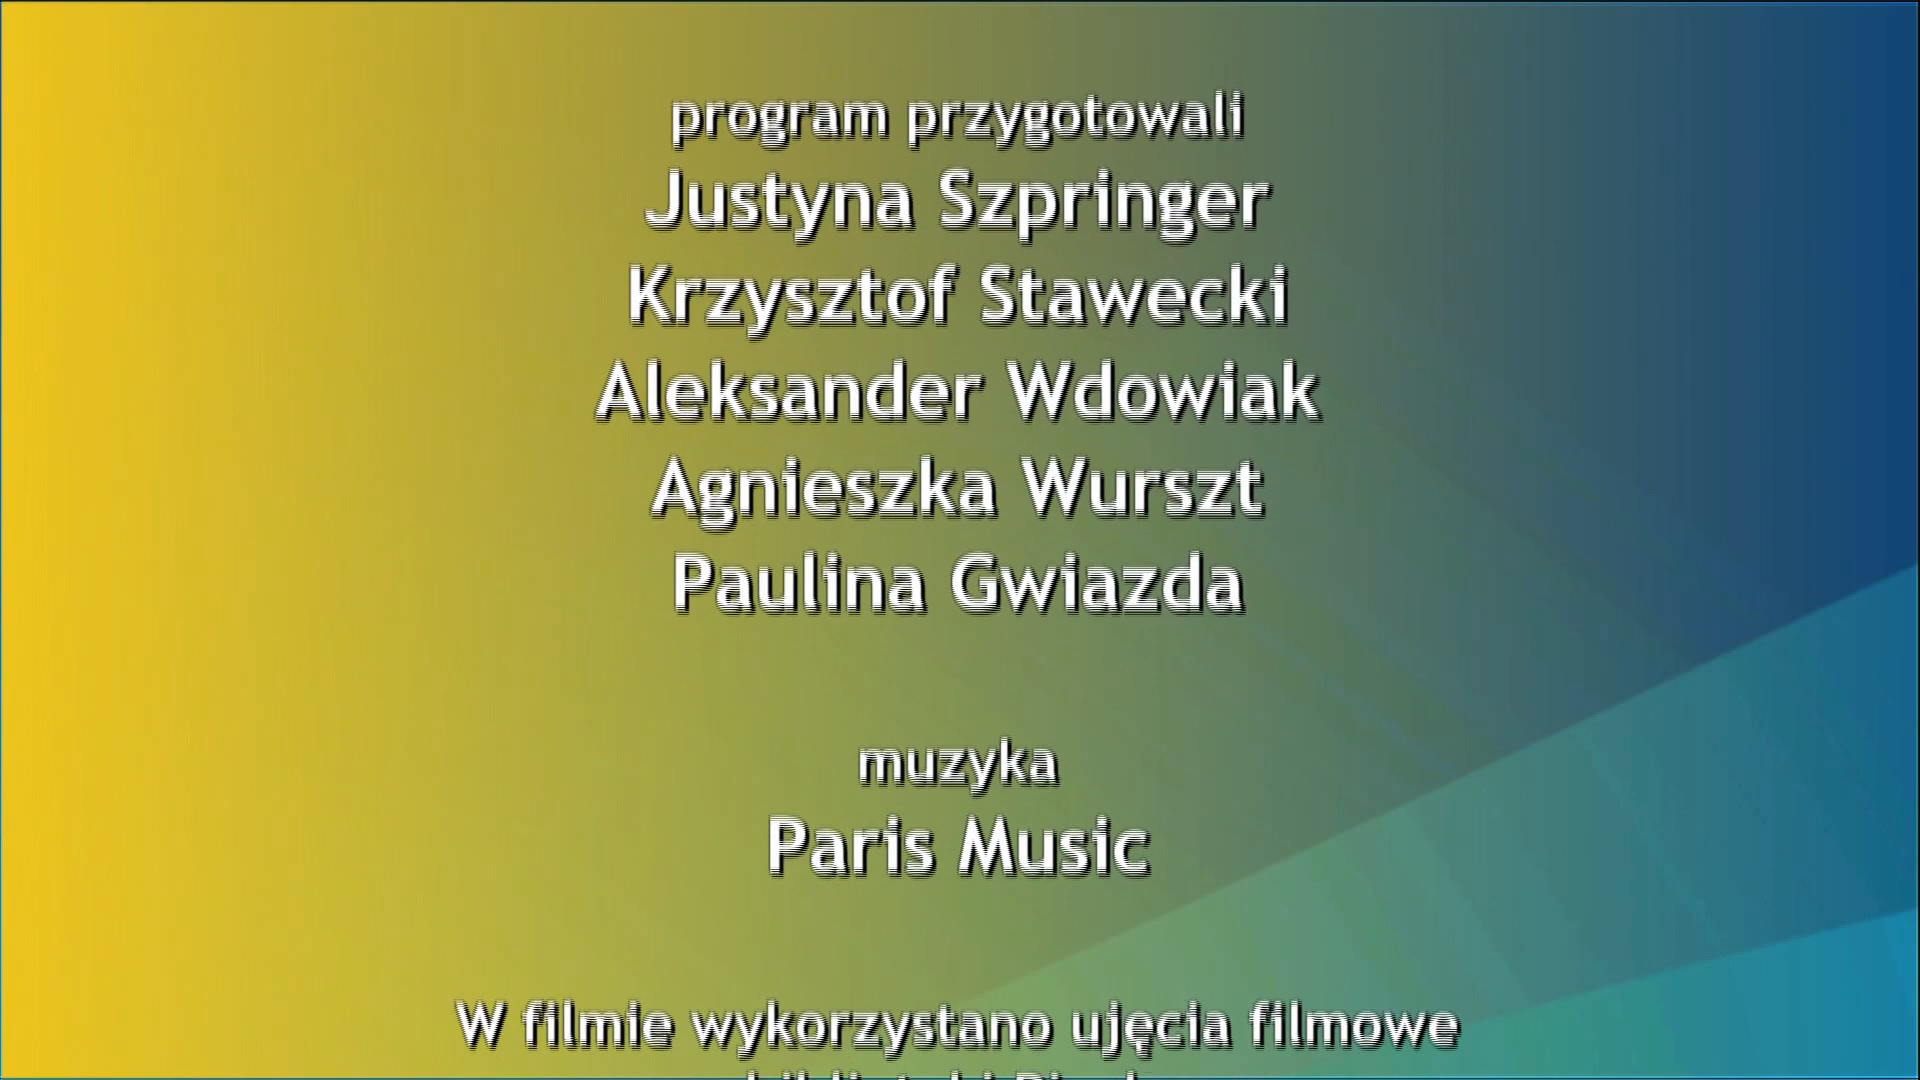 program przygotowali
Justyna Szpringer
Krzysztof Stawecki
Aleksander Wdowiak
Agnieszka Wurszt
Paulina Gwiazda
muzyka
Paris Music
W filmie wykorzystano ujęcia filmowe